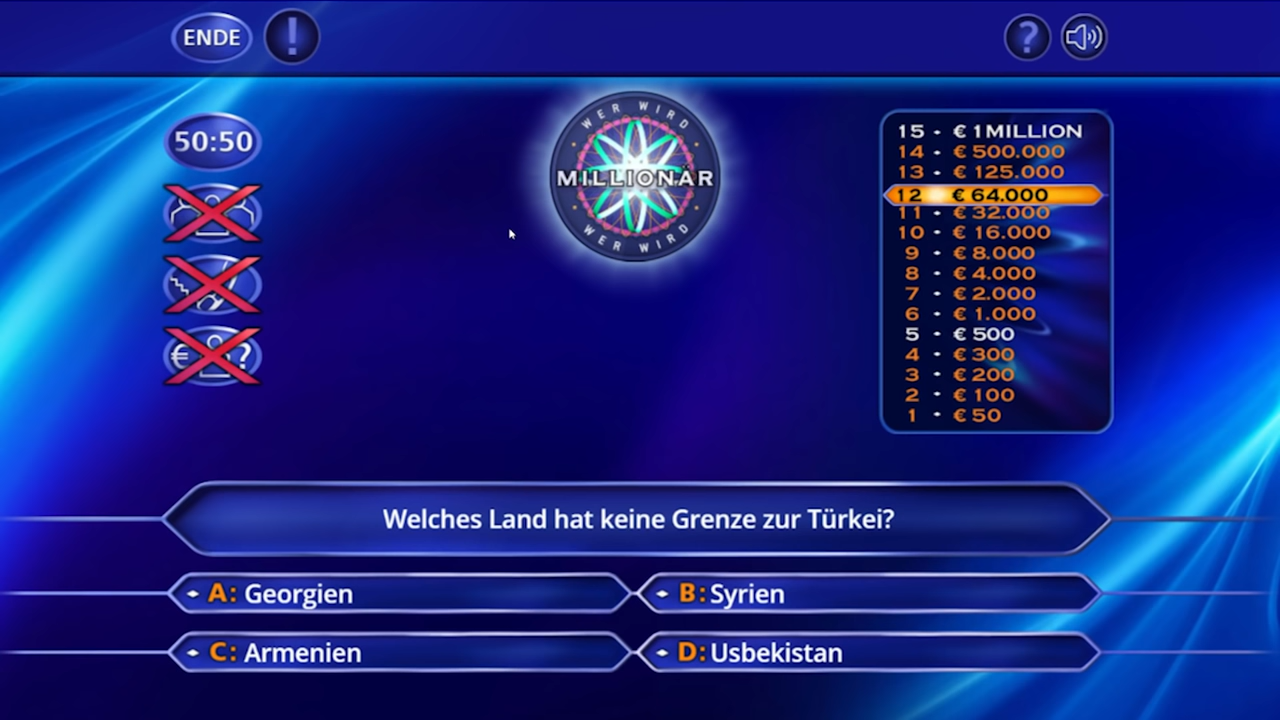 ENDE !
?
50:50
WER WIRD
MILLIONÄR
WER WIRD
€ ?
15 • € 1 MILLION
14 • € 500.000
13 • € 125.000
12 € 64.000
11 • € 32.000
10 • € 16.000
9 • € 8.000
8 • € 4.000
7 • € 2.000
6 • € 1.000
5 • € 500
4 • € 300
3 • € 200
2 • € 100
1 • € 50
Welches Land hat keine Grenze zur Türkei?
A: Georgien
B: Syrien
C: Armenien
D: Usbekistan